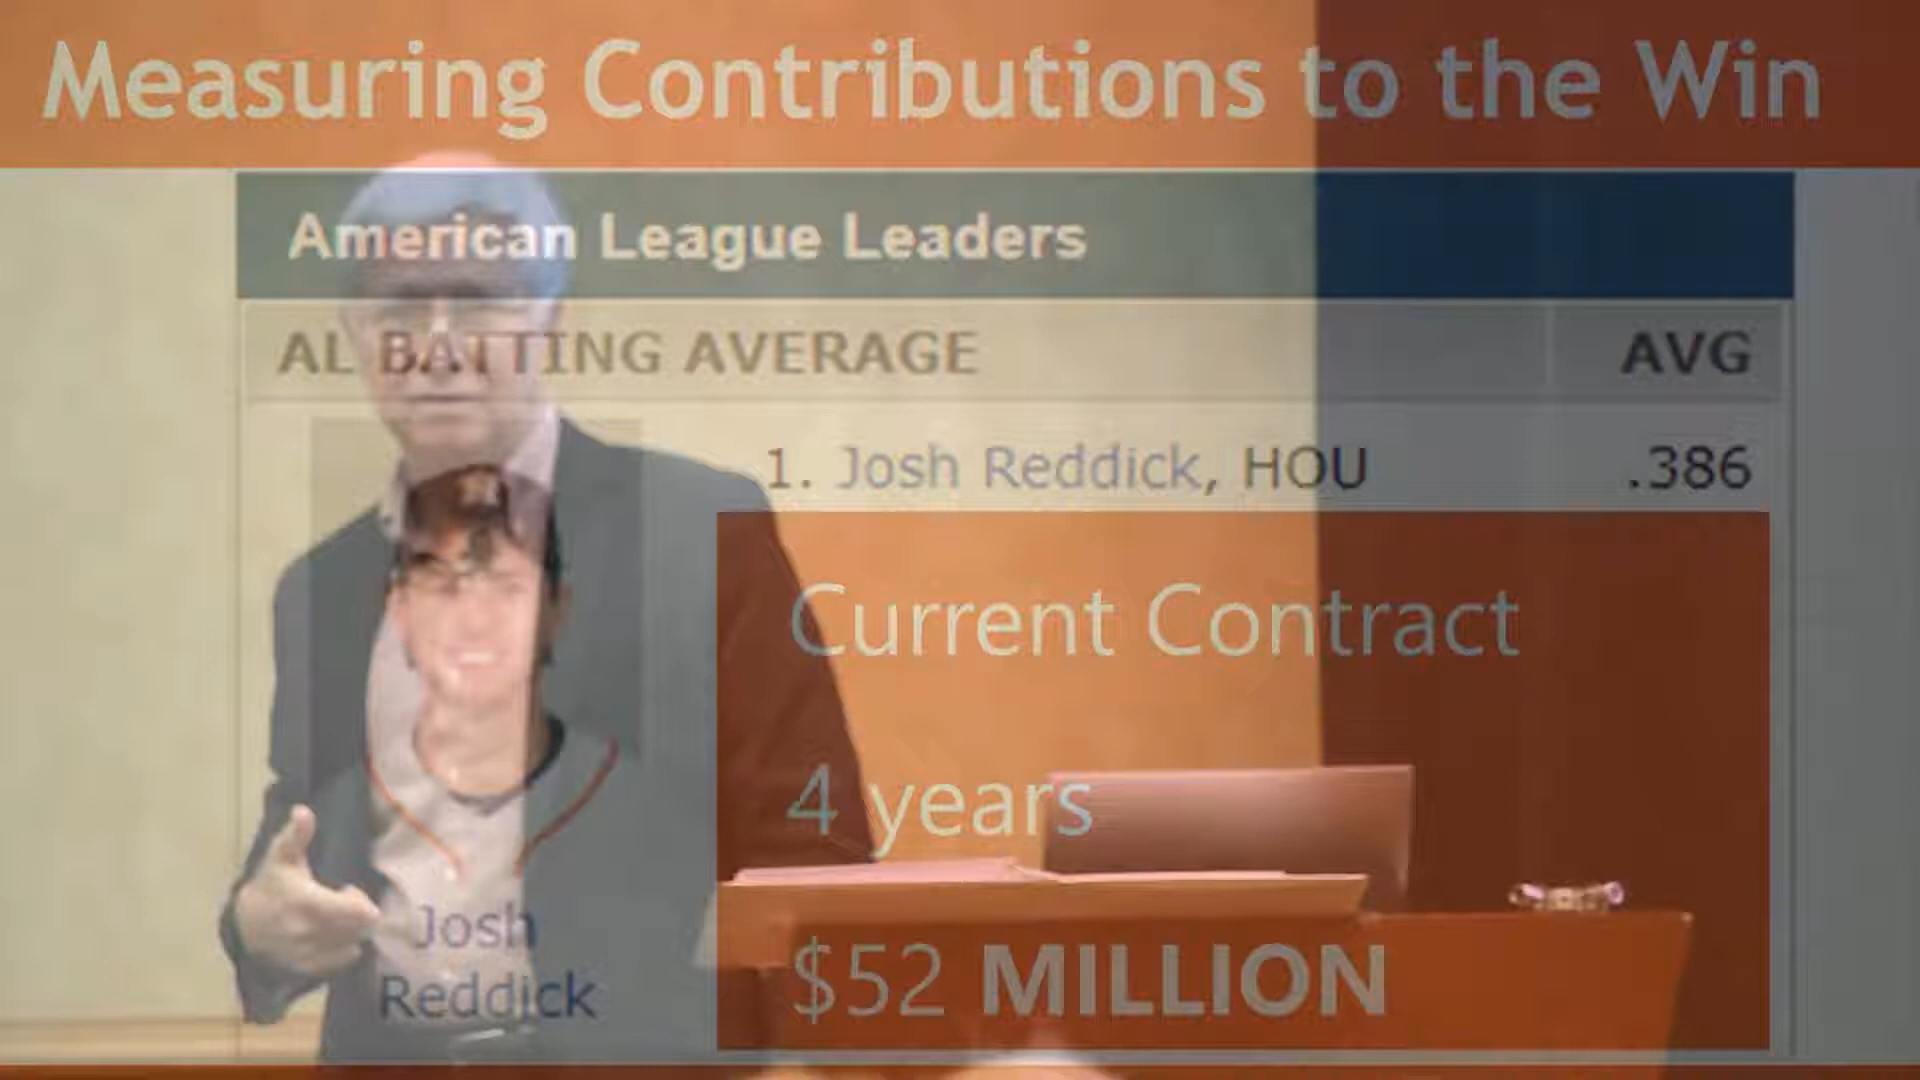 Measuring Contributions to the Win
American League Leaders
AL BATTING AVERAGE AVG
1. Josh Reddick, HOU .386
Current Contract
4 years
$52 MILLION
Josh
Reddick